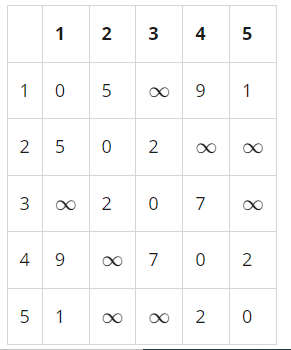 1 2 3 4 5
1 0 5 ∞ 9 1
2 5 0 2 ∞ ∞
3 ∞ 2 0 7 ∞
4 9 ∞ 7 0 2
5 1 ∞ ∞ 2 0